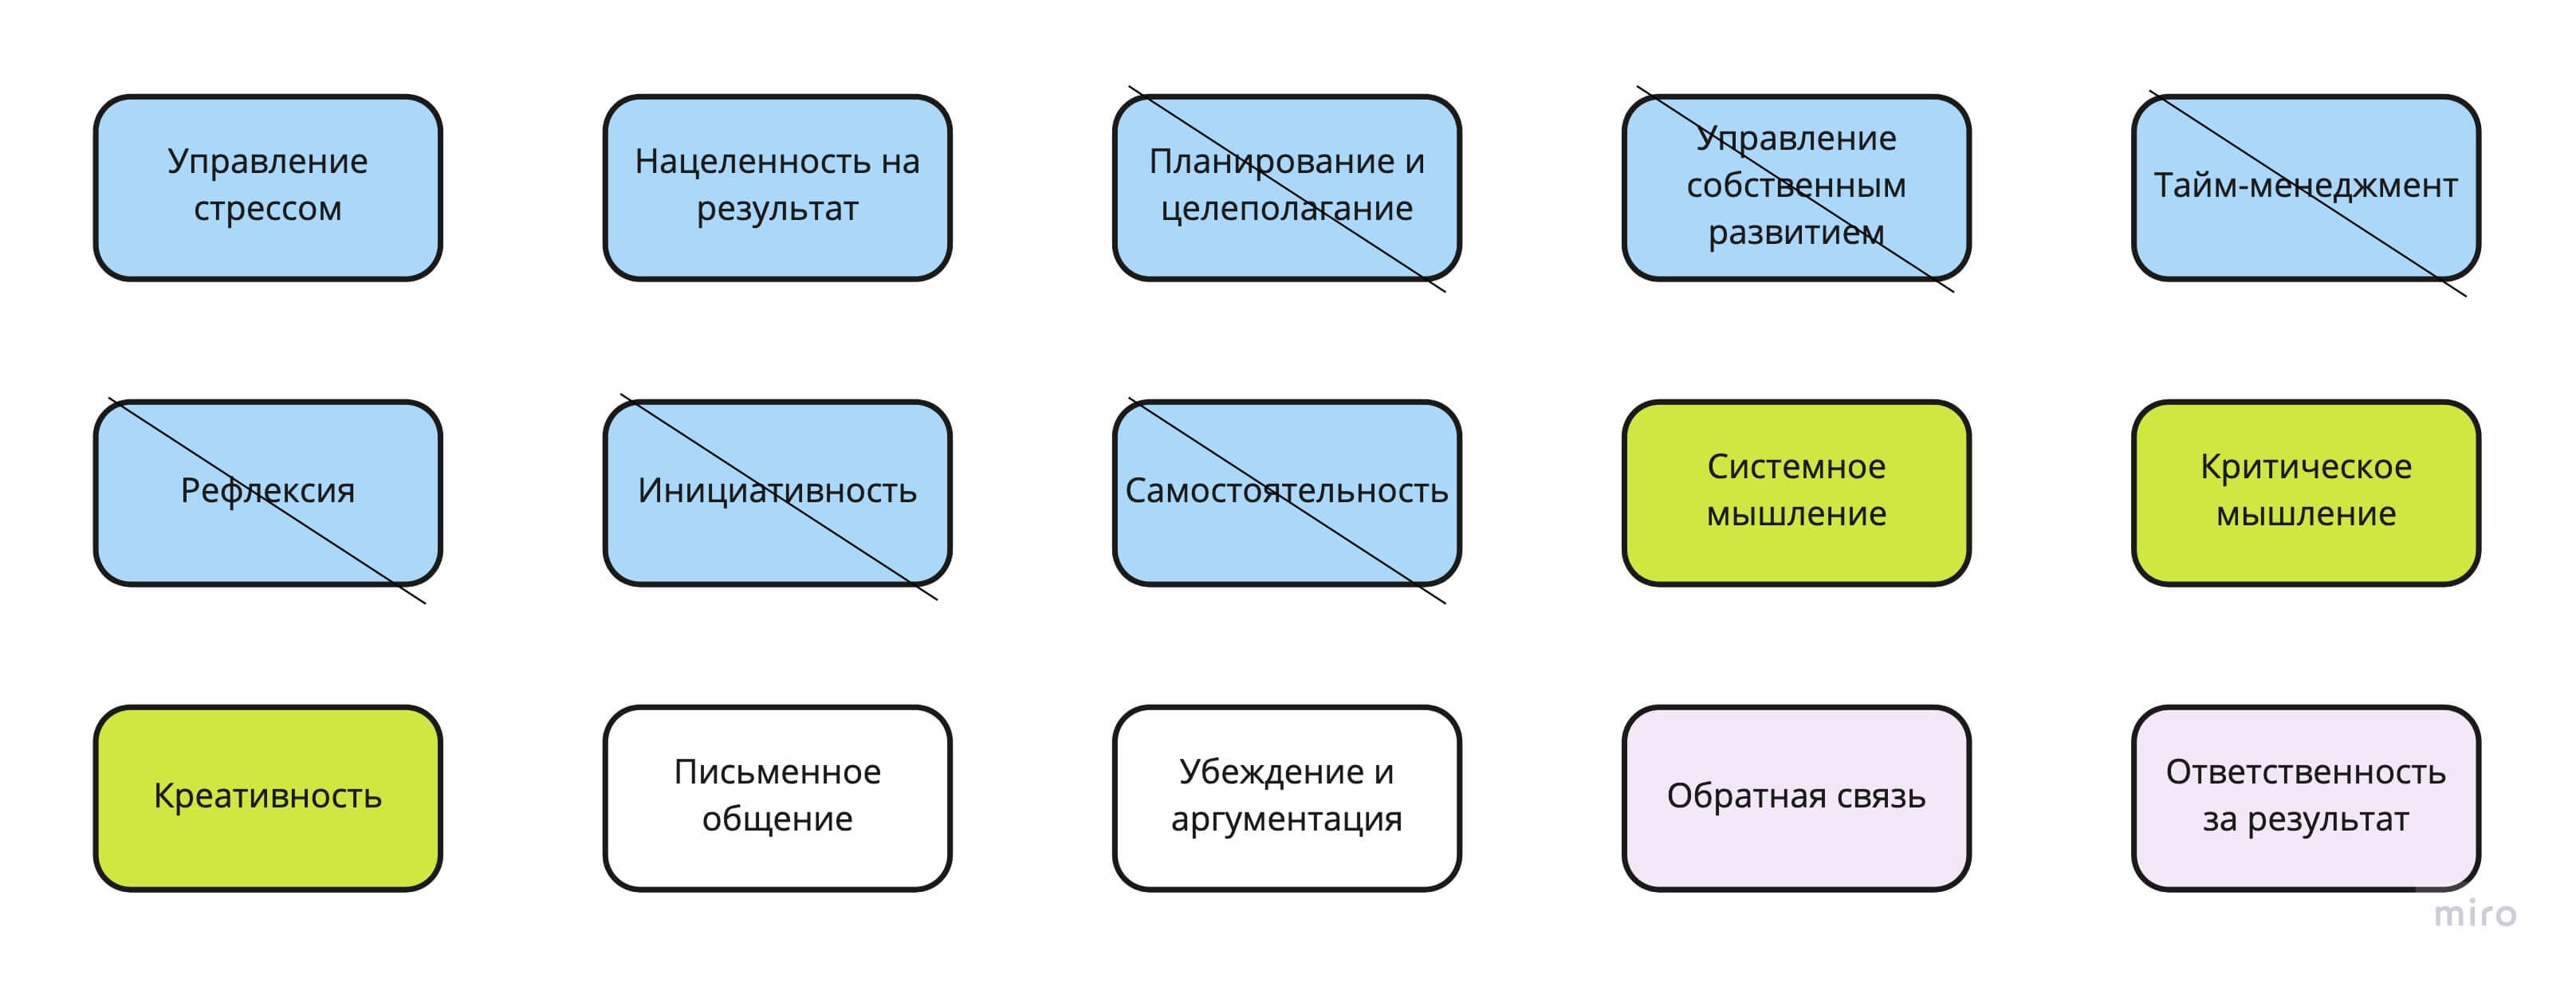 Управление
стрессом
Нацеленность на
результат
Планирование и
целеполагание
Управление
собственным
развитием
Тайм-менеджмент
Рефлексия
Инициативность
Самостоятельность
Системное
мышление
Критическое
мышление
Креативность
Письменное
общение
Убеждение и
аргументация
Обратная связь
Ответственность
за результат
miro